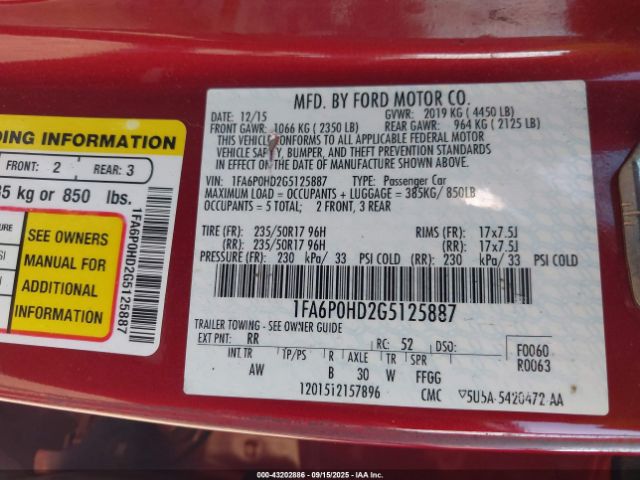 DING INFORMATION
FRONT: 2 REAR: 3
85 kg or 850 lbs.
SURE
SI
SI
SEE OWNERS
MANUAL FOR
ADDITIONAL
INFORMATION
1FA6P0HD2G5125887
MFD. BY FORD MOTOR CO.
DATE: 12/15 GVWR: 2019 KG ( 4450 LB)
FRONT GAWR: 1066 KG ( 2350 LB) REAR GAWR: 964 KG ( 2125 LB)
THIS VEHICLE CONFORMS TO ALL APPLICABLE FEDERAL MOTOR
VEHICLE SAFETY, BUMPER, AND THEFT PREVENTION STANDARDS
IN EFFECT ON THE DATE OF MANUFACTURE SHOWN ABOVE.
VIN: 1FA6P0HD2G5125887 TYPE: Passenger Car
MAXIMUM LOAD = OCCUPANTS + LUGGAGE = 385KG/ 850LB
OCCUPANTS = 5 TOTAL; 2 FRONT, 3 REAR
TIRE (FR): 235/50R17 96H RIMS (FR): 17x7.5J
(RR): 235/50R17 96H (RR): 17x7.5J
PRESSURE (FR): 230 kPa/ 33 PSI COLD (RR): 230 kPa/ 33 PSI COLD
1FA6P0HD2G5125887
TRAILER TOWING - SEE OWNER GUIDE
EXT PNT: RR RC: 52 DSO: F0060
R0063
INT.TR TP/PS R AXLE TR SPR
AW B 30 W FFGG
1201512157896 CMC 5U5A-5420472-AA
000-43202886 - 09/15/2025 - IAAI - IAA INC.